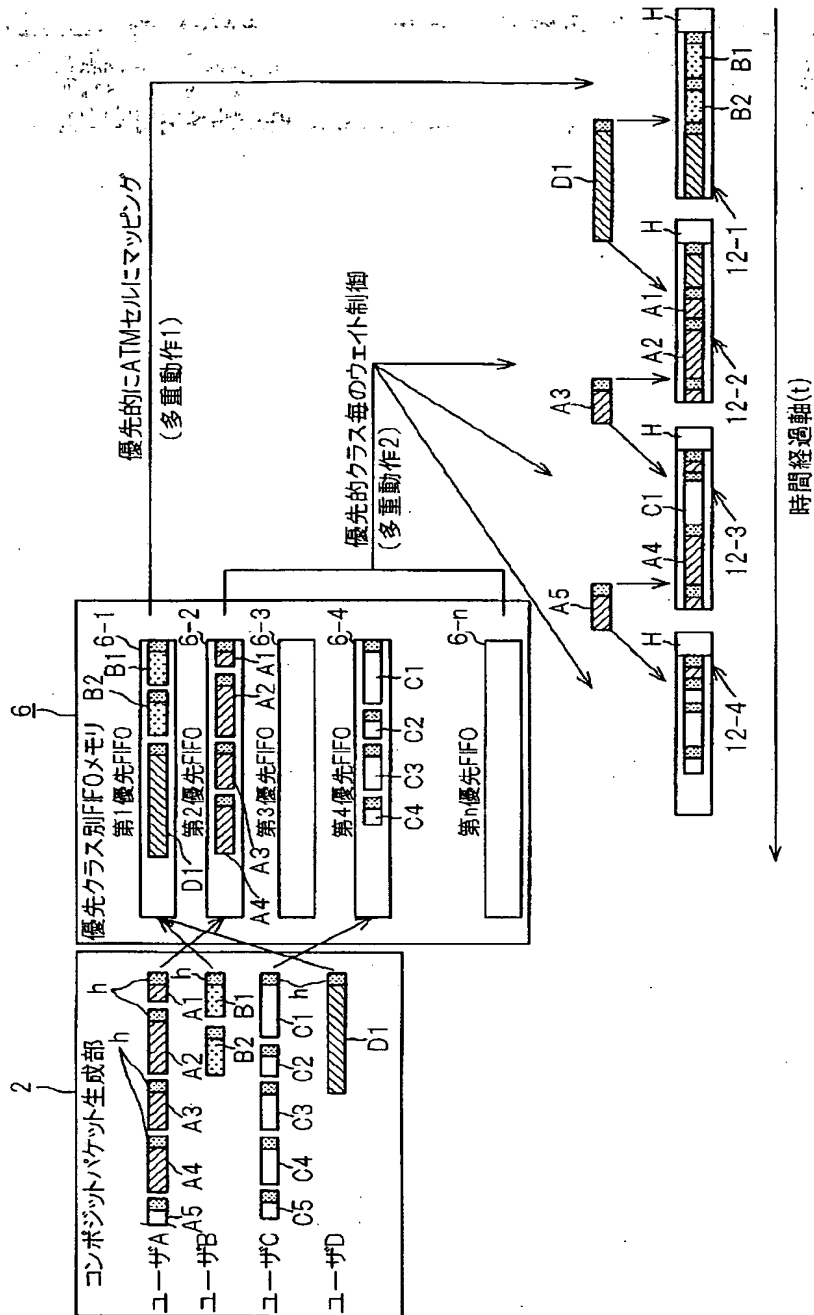 2
コンポジットパケット生成部
h
h
ユーザA
A5
A4
A3
A2
A1
ユーザB
h
B2
B1
ユーザC
h
C5
C4
C3
C2
C1
ユーザD
D1
6
優先クラス別FIFOメモリ
第1優先FIFO
B2
B1
6-1
D1
第2優先FIFO
6-2
A4
A3
A2
A1
第3優先FIFO
6-3
第4優先FIFO
6-4
C4
C3
C2
C1
第n優先FIFO
6-n
優先的にATMセルにマッピング
(多重動作1)
優先的クラス毎のウェイト制御
(多重動作2)
A5
A3
D1
H
12-4
A4
C1
H
12-3
A2
A1
H
12-2
B2
B1
H
12-1
時間経過軸(t)